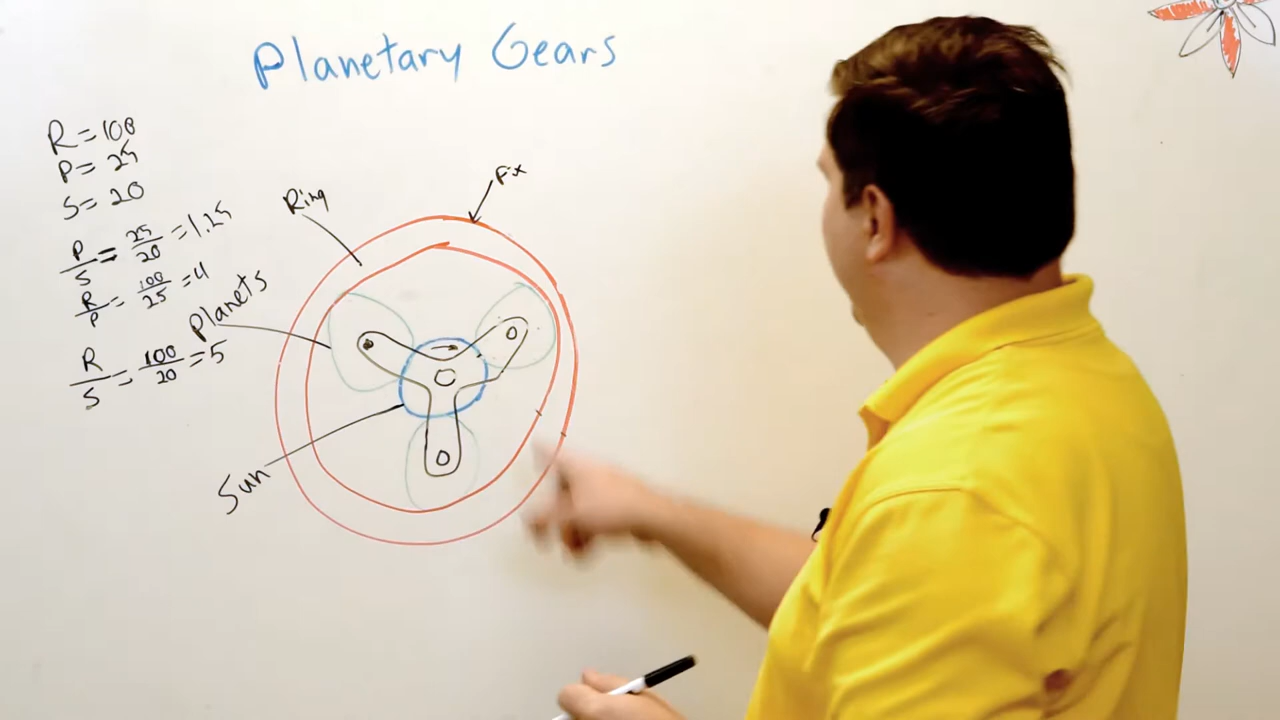 Planetary Gears
R = 100
P = 25
S = 20
P/S = 25/20 = 1.25
R/P = 100/25 = 4
R/S = 100/20 = 5
Ring
Fix
Planets
Sun